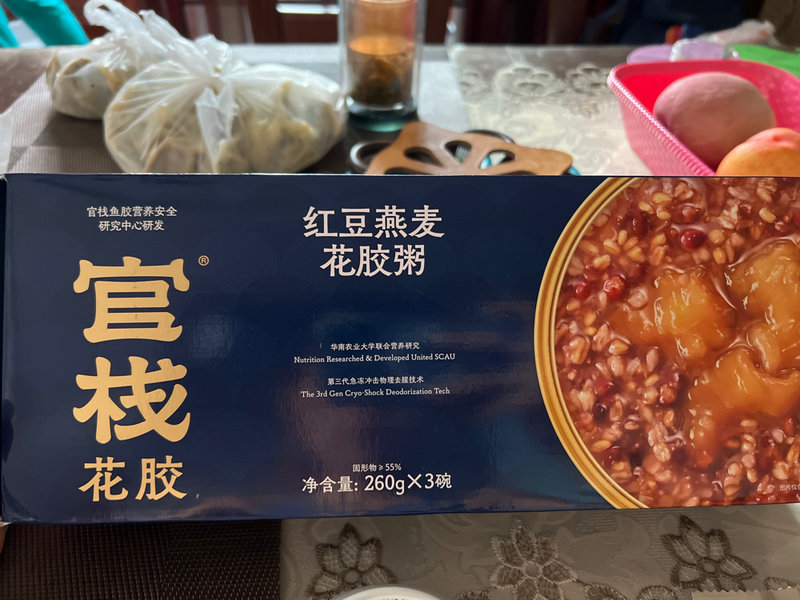 官栈鱼胶营养安全
研究中心研发
官栈®
花胶
红豆燕麦
花胶粥
华南农业大学联合营养研究
Nutrition Researched & Developed United SCAU
第三代急冻冲击物理去腥技术
The 3rd Gen Cryo-Shock Deodorization Tech
固形物≥55%
净含量: 260g×3碗
图片仅